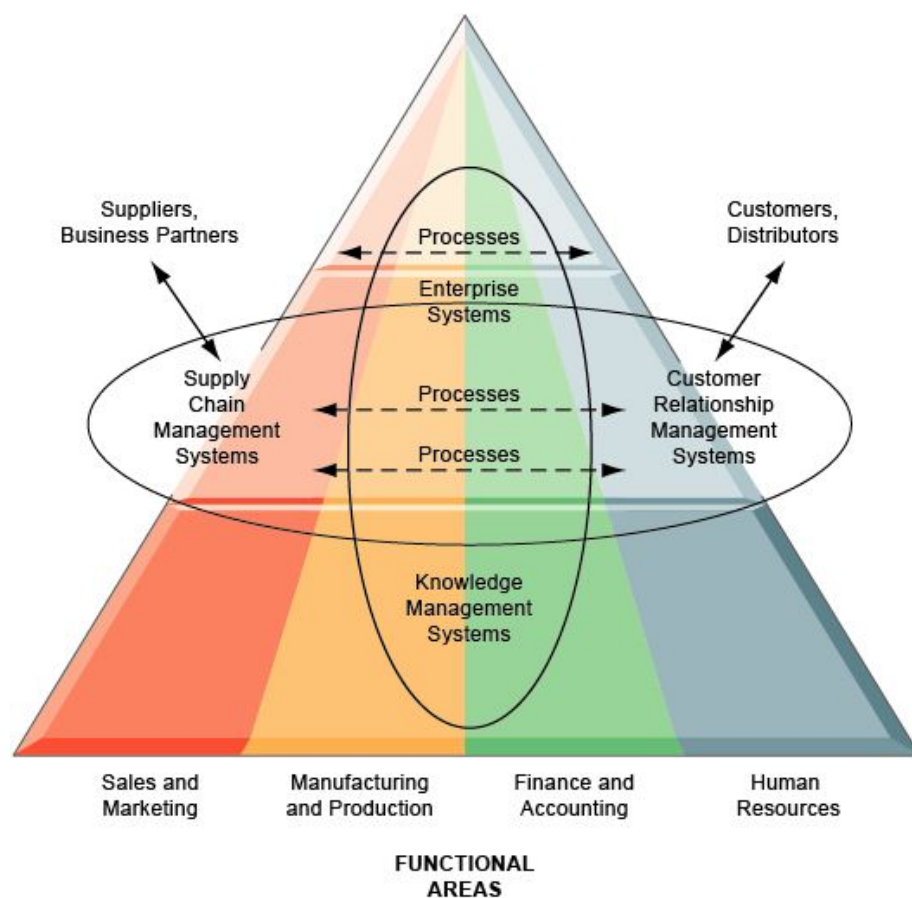 Suppliers,
Business Partners
Customers,
Distributors
Processes
Enterprise
Systems
Supply
Chain
Management
Systems
Processes
Processes
Customer
Relationship
Management
Systems
Knowledge
Management
Systems
Sales and
Marketing
Manufacturing
and Production
Finance and
Accounting
Human
Resources
FUNCTIONAL
AREAS